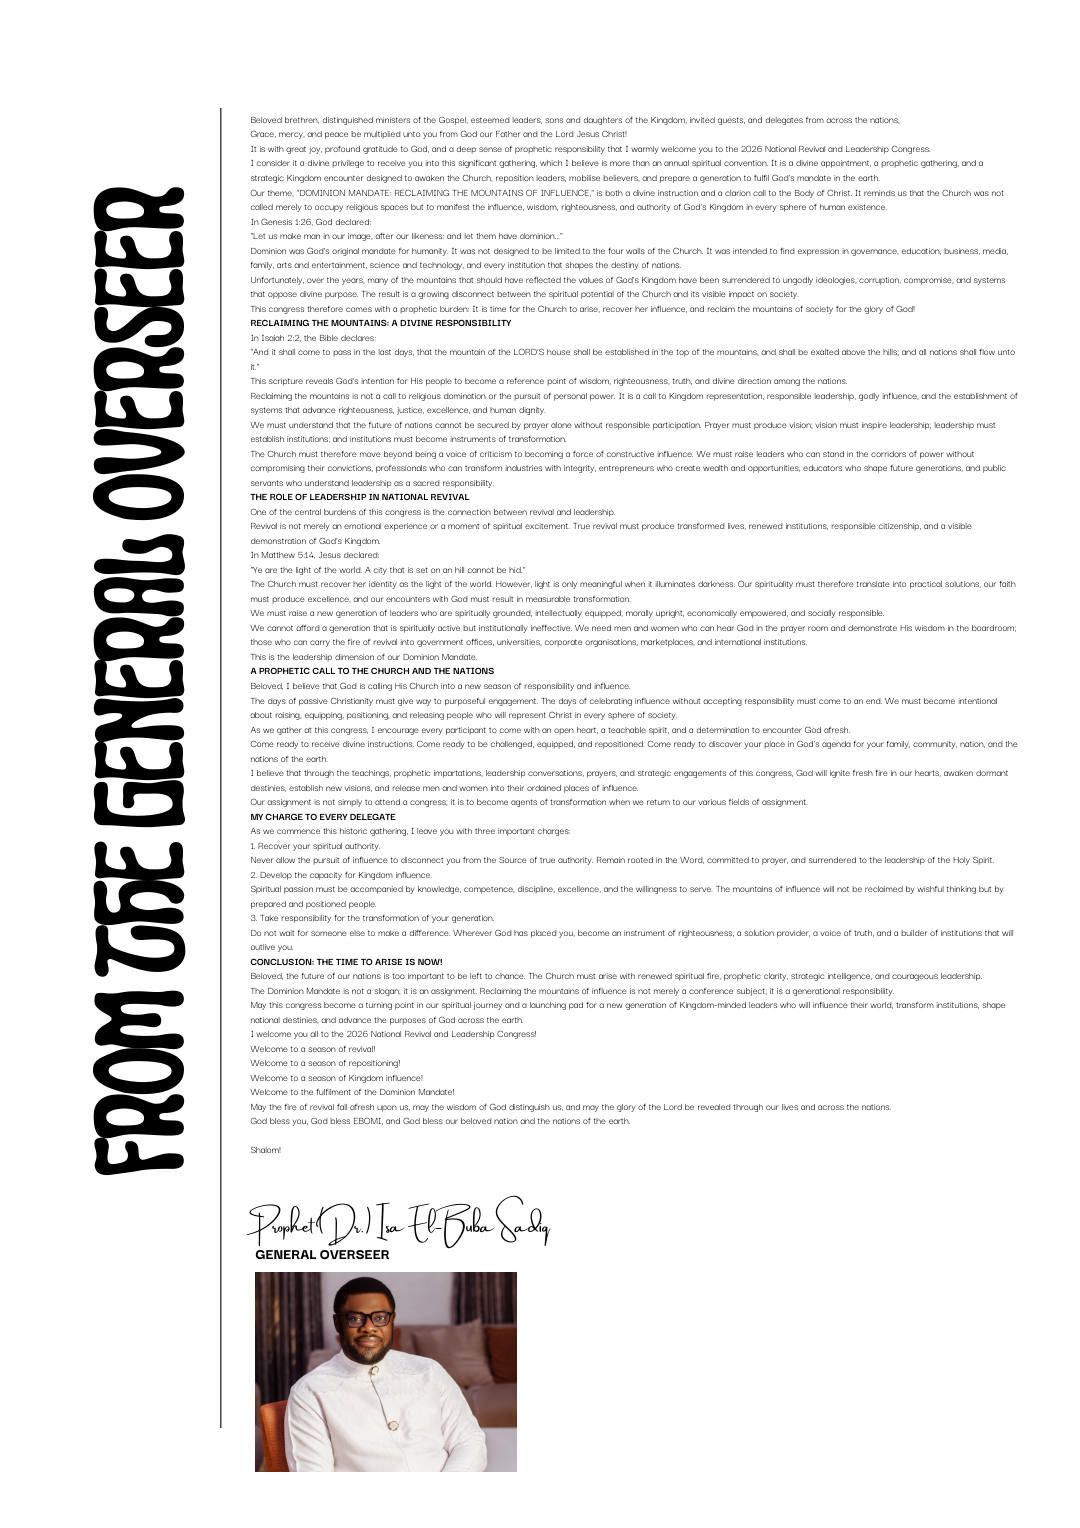 FROM THE GENERAL OVERSEER
Beloved brethren, distinguished ministers of the Gospel, esteemed leaders, sons and daughters of the Kingdom, invited guests, and delegates from across the nations,
Grace, mercy, and peace be multiplied unto you from God our Father and the Lord Jesus Christ!
It is with great joy, profound gratitude to God, and a deep sense of prophetic responsibility that I warmly welcome you to the 2026 National Revival and Leadership Congress.
I consider it a divine privilege to receive you into this significant gathering, which I believe is more than an annual spiritual convention. It is a divine appointment, a prophetic gathering, and a
strategic Kingdom encounter designed to awaken the Church, reposition leaders, mobilise believers, and prepare a generation to fulfil God's mandate in the earth.
Our theme, "DOMINION MANDATE: RECLAIMING THE MOUNTAINS OF INFLUENCE," is both a divine instruction and a clarion call to the Body of Christ. It reminds us that the Church was not
called merely to occupy religious spaces but to manifest the influence, wisdom, righteousness, and authority of God's Kingdom in every sphere of human existence.
In Genesis 1:26, God declared:
"Let us make man in our image, after our likeness: and let them have dominion..."
Dominion was God's original mandate for humanity. It was not designed to be limited to the four walls of the Church. It was intended to find expression in governance, education, business, media,
family, arts and entertainment, science and technology, and every institution that shapes the destiny of nations.
Unfortunately, over the years, many of the mountains that should have reflected the values of God's Kingdom have been surrendered to ungodly ideologies, corruption, compromise, and systems
that oppose divine purpose. The result is a growing disconnect between the spiritual potential of the Church and its visible impact on society.
This congress therefore comes with a prophetic burden: It is time for the Church to arise, recover her influence, and reclaim the mountains of society for the glory of God!
RECLAIMING THE MOUNTAINS: A DIVINE RESPONSIBILITY
In Isaiah 2:2, the Bible declares:
"And it shall come to pass in the last days, that the mountain of the LORD'S house shall be established in the top of the mountains, and shall be exalted above the hills; and all nations shall flow unto
it."
This scripture reveals God's intention for His people to become a reference point of wisdom, righteousness, truth, and divine direction among the nations.
Reclaiming the mountains is not a call to religious domination or the pursuit of personal power. It is a call to Kingdom representation, responsible leadership, godly influence, and the establishment of
systems that advance righteousness, justice, excellence, and human dignity.
We must understand that the future of nations cannot be secured by prayer alone without responsible participation. Prayer must produce vision; vision must inspire leadership; leadership must
establish institutions; and institutions must become instruments of transformation.
The Church must therefore move beyond being a voice of criticism to becoming a force of constructive influence. We must raise leaders who can stand in the corridors of power without
compromising their convictions, professionals who can transform industries with integrity, entrepreneurs who create wealth and opportunities, educators who shape future generations, and public
servants who understand leadership as a sacred responsibility.
THE ROLE OF LEADERSHIP IN NATIONAL REVIVAL
One of the central burdens of this congress is the connection between revival and leadership.
Revival is not merely an emotional experience or a moment of spiritual excitement. True revival must produce transformed lives, renewed institutions, responsible citizenship, and a visible
demonstration of God's Kingdom.
In Matthew 5:14, Jesus declared:
"Ye are the light of the world. A city that is set on an hill cannot be hid."
The Church must recover her identity as the light of the world. However, light is only meaningful when it illuminates darkness. Our spirituality must therefore translate into practical solutions, our faith
must produce excellence, and our encounters with God must result in measurable transformation.
We must raise a new generation of leaders who are spiritually grounded, intellectually equipped, morally upright, economically empowered, and socially responsible.
We cannot afford a generation that is spiritually active but institutionally ineffective. We need men and women who can hear God in the prayer room and demonstrate His wisdom in the boardroom;
those who can carry the fire of revival into government offices, universities, corporate organisations, marketplaces, and international institutions.
This is the leadership dimension of our Dominion Mandate.
A PROPHETIC CALL TO THE CHURCH AND THE NATIONS
Beloved, I believe that God is calling His Church into a new season of responsibility and influence.
The days of passive Christianity must give way to purposeful engagement. The days of celebrating influence without accepting responsibility must come to an end. We must become intentional
about raising, equipping, positioning, and releasing people who will represent Christ in every sphere of society.
As we gather at this congress, I encourage every participant to come with an open heart, a teachable spirit, and a determination to encounter God afresh.
Come ready to receive divine instructions. Come ready to be challenged, equipped, and repositioned. Come ready to discover your place in God's agenda for your family, community, nation, and the
nations of the earth.
I believe that through the teachings, prophetic impartations, leadership conversations, prayers, and strategic engagements of this congress, God will ignite fresh fire in our hearts, awaken dormant
destinies, establish new visions, and release men and women into their ordained places of influence.
Our assignment is not simply to attend a congress; it is to become agents of transformation when we return to our various fields of assignment.
MY CHARGE TO EVERY DELEGATE
As we commence this historic gathering, I leave you with three important charges:
1. Recover your spiritual authority.
Never allow the pursuit of influence to disconnect you from the Source of true authority. Remain rooted in the Word, committed to prayer, and surrendered to the leadership of the Holy Spirit.
2. Develop the capacity for Kingdom influence.
Spiritual passion must be accompanied by knowledge, competence, discipline, excellence, and the willingness to serve. The mountains of influence will not be reclaimed by wishful thinking but by
prepared and positioned people.
3. Take responsibility for the transformation of your generation.
Do not wait for someone else to make a difference. Wherever God has placed you, become an instrument of righteousness, a solution provider, a voice of truth, and a builder of institutions that will
outlive you.
CONCLUSION: THE TIME TO ARISE IS NOW!
Beloved, the future of our nations is too important to be left to chance. The Church must arise with renewed spiritual fire, prophetic clarity, strategic intelligence, and courageous leadership.
The Dominion Mandate is not a slogan; it is an assignment. Reclaiming the mountains of influence is not merely a conference subject; it is a generational responsibility.
May this congress become a turning point in our spiritual journey and a launching pad for a new generation of Kingdom-minded leaders who will influence their world, transform institutions, shape
national destinies, and advance the purposes of God across the earth.
I welcome you all to the 2026 National Revival and Leadership Congress!
Welcome to a season of revival!
Welcome to a season of repositioning!
Welcome to a season of Kingdom influence!
Welcome to the fulfilment of the Dominion Mandate!
May the fire of revival fall afresh upon us, may the wisdom of God distinguish us, and may the glory of the Lord be revealed through our lives and across the nations.
God bless you, God bless EBOMI, and God bless our beloved nation and the nations of the earth.
Shalom!
Prophet (Dr.) Isa El-Buba Sadiq
GENERAL OVERSEER